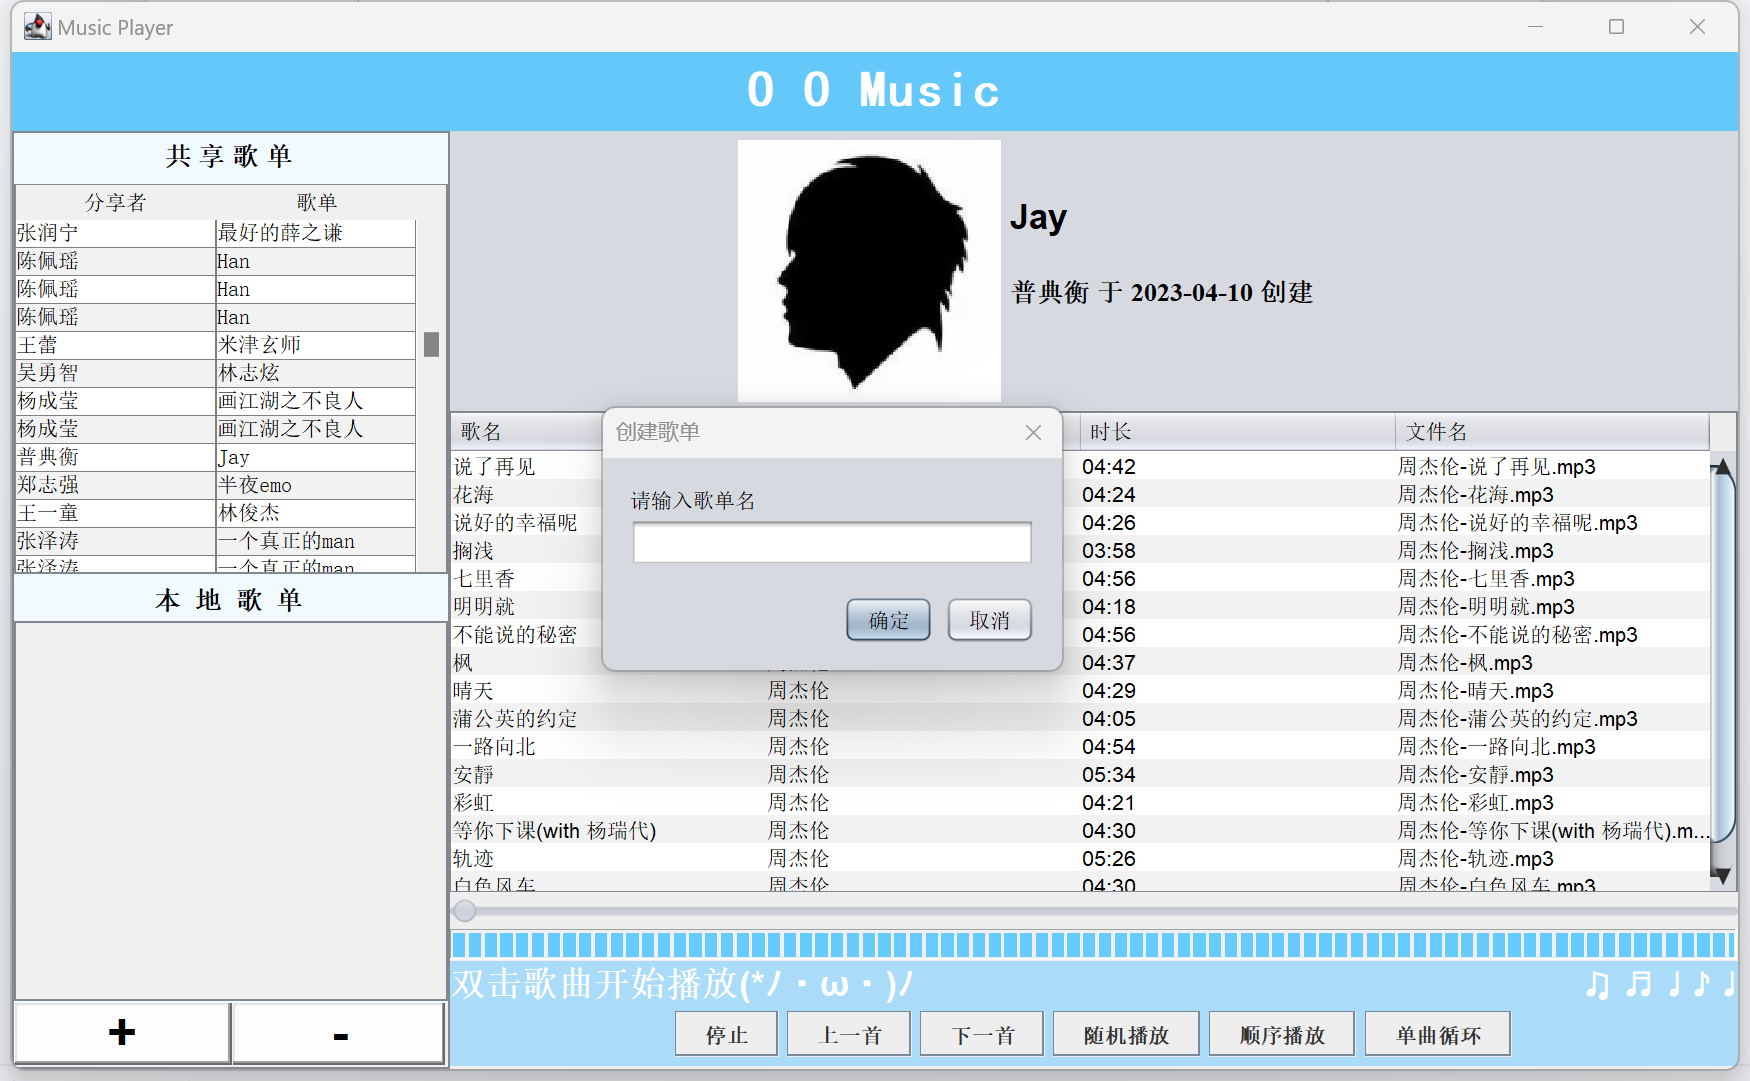 Music Player
O O Music
共享歌单
分享者 歌单
张润宁 最好的薛之谦
陈佩瑶 Han
陈佩瑶 Han
陈佩瑶 Han
王蕾 米津玄师
吴勇智 林志炫
杨成莹 画江湖之不良人
杨成莹 画江湖之不良人
普典衡 Jay
郑志强 半夜emo
王一童 林俊杰
张泽涛 一个真正的man
张泽涛 一个真正的man
本地歌单
+ -
Jay
普典衡 于 2023-04-10 创建
歌名 时长 文件名
说了再见 04:42 周杰伦-说了再见.mp3
花海 04:24 周杰伦-花海.mp3
说好的幸福呢 04:26 周杰伦-说好的幸福呢.mp3
搁浅 03:58 周杰伦-搁浅.mp3
七里香 04:56 周杰伦-七里香.mp3
明明就 04:18 周杰伦-明明就.mp3
不能说的秘密 04:56 周杰伦-不能说的秘密.mp3
枫 04:37 周杰伦-枫.mp3
晴天 周杰伦 04:29 周杰伦-晴天.mp3
蒲公英的约定 周杰伦 04:05 周杰伦-蒲公英的约定.mp3
一路向北 周杰伦 04:54 周杰伦-一路向北.mp3
安静 周杰伦 05:34 周杰伦-安静.mp3
彩虹 周杰伦 04:21 周杰伦-彩虹.mp3
等你下课(with 杨瑞代) 周杰伦 04:30 周杰伦-等你下课(with 杨瑞代).m...
轨迹 周杰伦 05:26 周杰伦-轨迹.mp3
白色风车 周杰伦 04:30 周杰伦-白色风车.mp3
创建歌单
请输入歌单名
确定 取消
双击歌曲开始播放(*ﾉ・ω・)ﾉ ♫ ♬ ♩ ♪ ♩
停止 上一首 下一首 随机播放 顺序播放 单曲循环